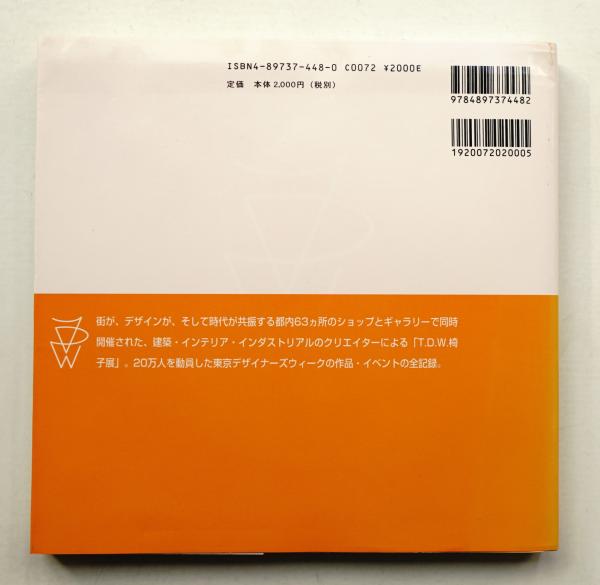 ISBN4-89737-448-0 C0072 ¥2000E
定価 本体2,000円（税別）
9784897374482
1920072020005
街が、デザインが、そして時代が共振する都内63ヵ所のショップとギャラリーで同時
開催された、建築・インテリア・インダストリアルのクリエイターによる「T.D.W.椅
子展」。20万人を動員した東京デザイナーズウィークの作品・イベントの全記録。